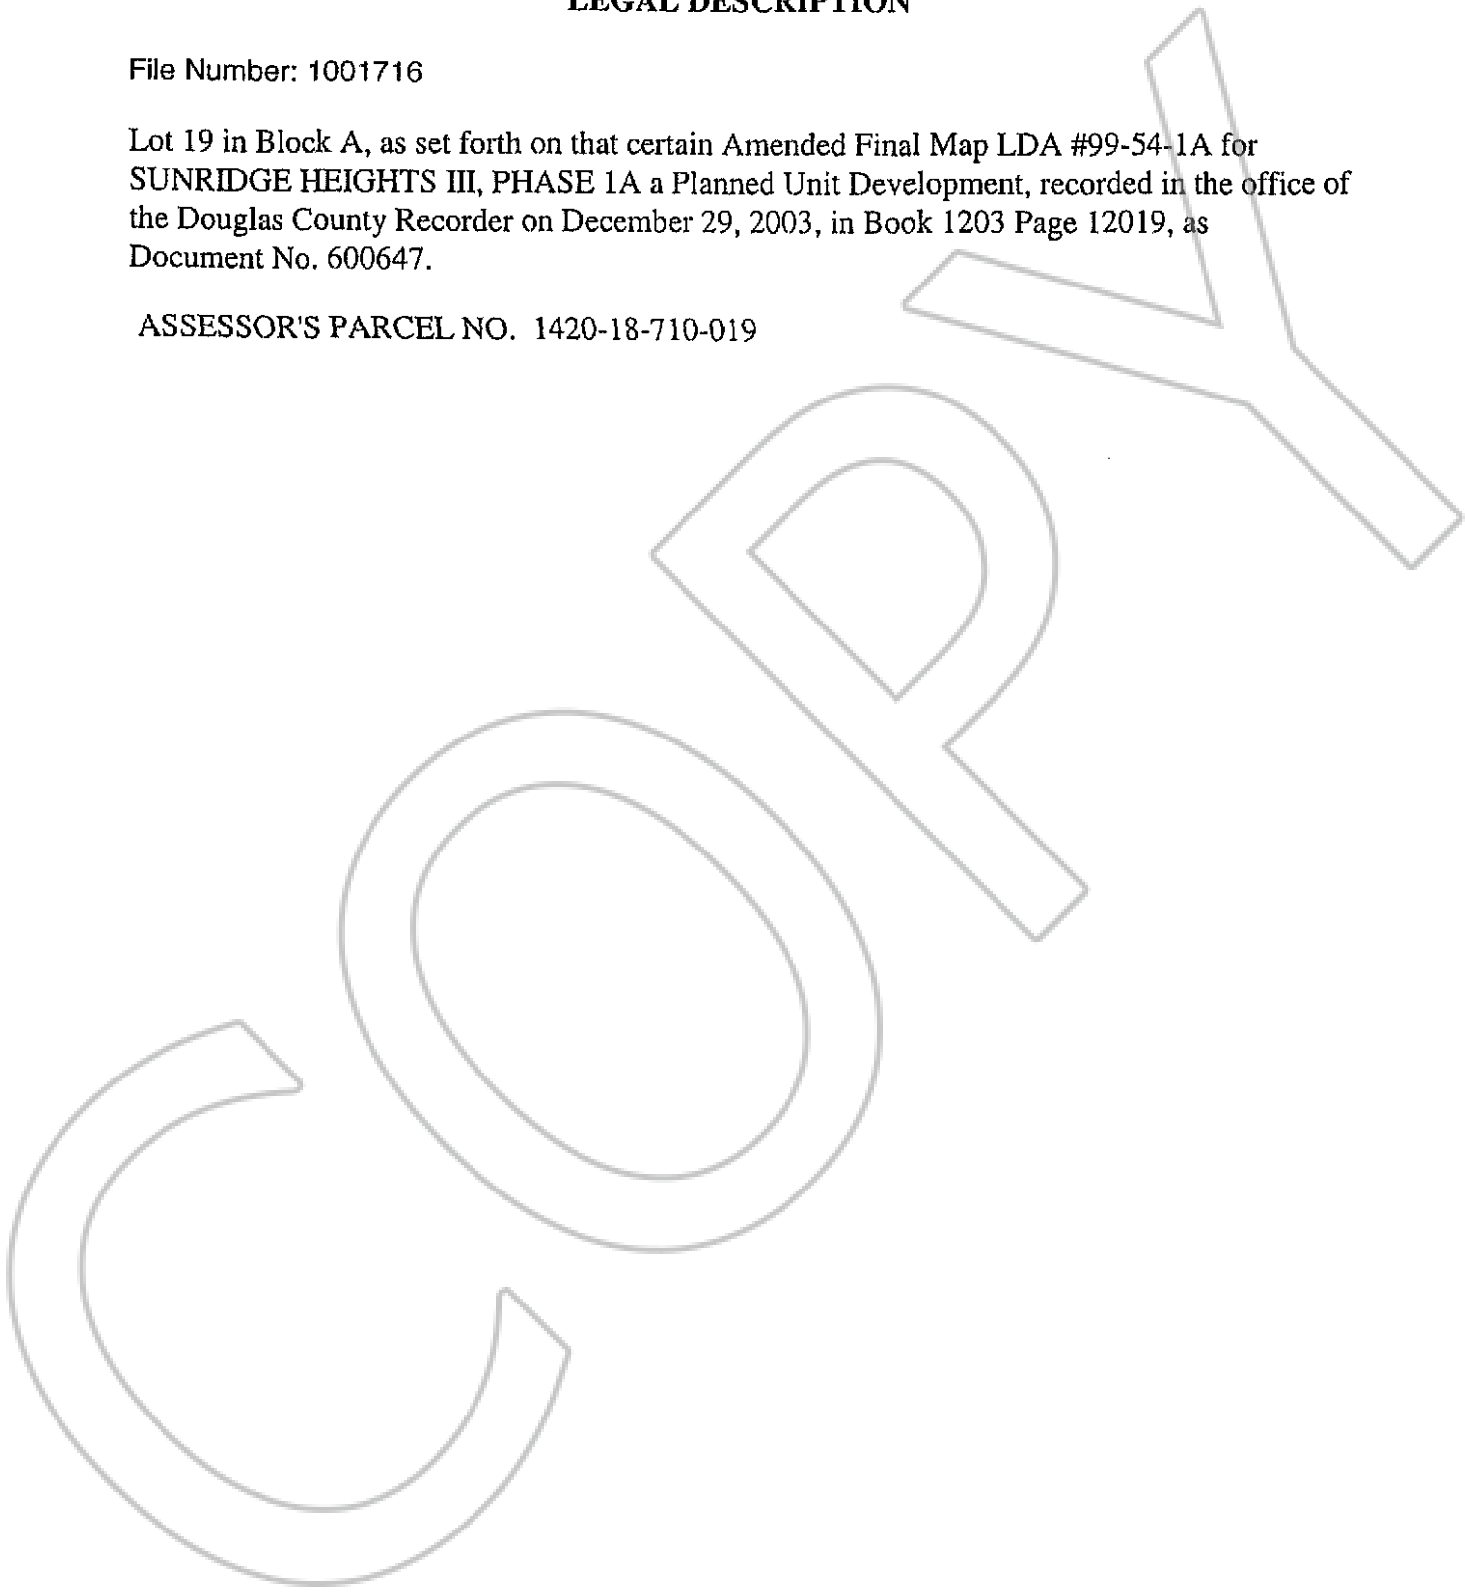 LEGAL DESCRIPTION
File Number: 1001716
Lot 19 in Block A, as set forth on that certain Amended Final Map LDA #99-54-1A for
SUNRIDGE HEIGHTS III, PHASE 1A a Planned Unit Development, recorded in the office of
the Douglas County Recorder on December 29, 2003, in Book 1203 Page 12019, as
Document No. 600647.
ASSESSOR'S PARCEL NO. 1420-18-710-019
COPY